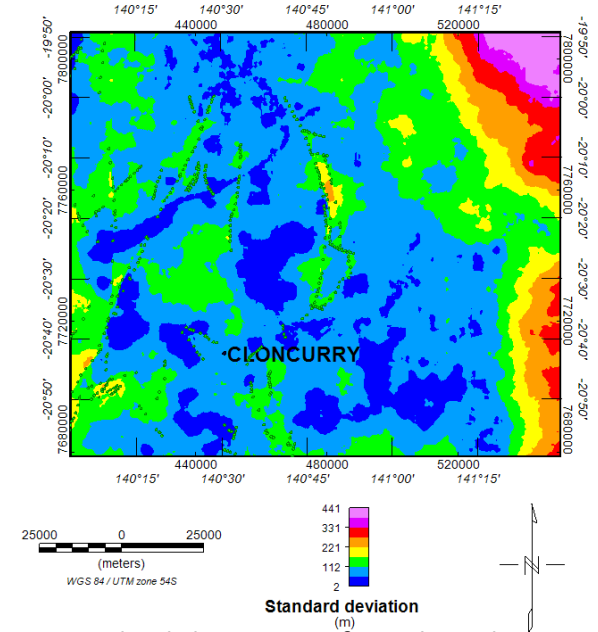 140°15' 140°30' 140°45' 141°00' 141°15'
440000 480000 520000
-19°50' 7800000 7800000 -19°50'
-20°00' -20°00'
-20°10' 7760000 7760000 -20°10'
-20°20' -20°20'
-20°30' 7720000 7720000 -20°30'
-20°40' -20°40'
CLONCURRY
-20°50' 7680000 7680000 -20°50'
440000 480000 520000
140°15' 140°30' 140°45' 141°00' 141°15'
25000 0 25000
(meters)
WGS 84 / UTM zone 54S
441
331
221
112
2
Standard deviation
(m)
N